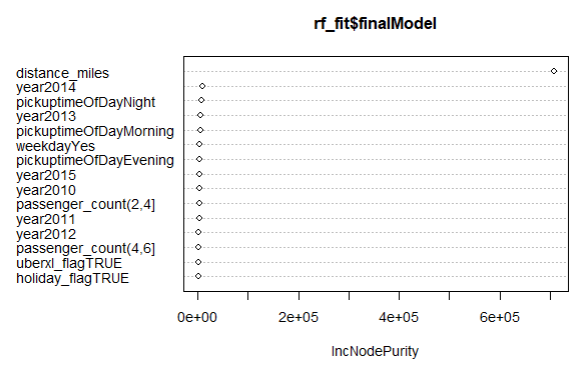 rf_fit$finalModel
distance_miles
year2014
pickuptimeOfDayNight
year2013
pickuptimeOfDayMorning
weekdayYes
pickuptimeOfDayEvening
year2015
year2010
passenger_count(2,4]
year2011
year2012
passenger_count(4,6]
uberxl_flagTRUE
holiday_flagTRUE
0e+00 2e+05 4e+05 6e+05
IncNodePurity